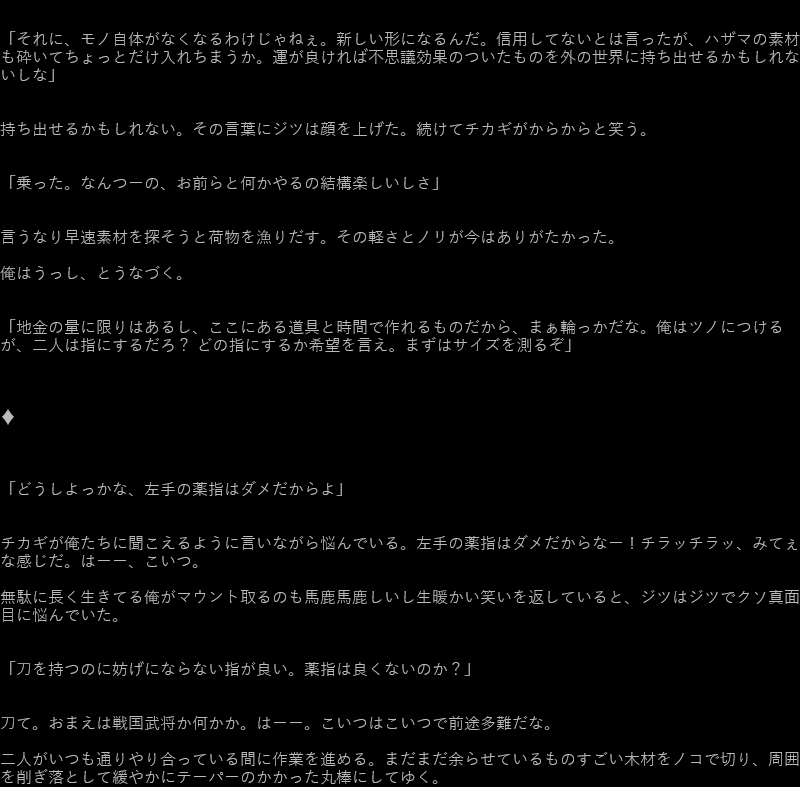 「それに、モノ自体がなくなるわけじゃねぇ。新しい形になるんだ。信用してないとは言ったが、ハザマの素材
も砕いてちょっとだけ入れちまうか。運が良ければ不思議効果のついたものを外の世界に持ち出せるかもしれな
いしな」
持ち出せるかもしれない。その言葉にジツは顔を上げた。続けてチカギがからからと笑う。
「乗った。なんつーの、お前らと何かやるの結構楽しいしさ」
言うなり早速素材を探そうと荷物を漁りだす。その軽さとノリが今はありがたかった。
俺はうっし、とうなづく。
「地金の量に限りはあるし、ここにある道具と時間で作れるものだから、まぁ輪っかだな。俺はツノにつける
が、二人は指にするだろ？ どの指にするか希望を言え。まずはサイズを測るぞ」
♦
「どうしよっかな、左手の薬指はダメだからよ」
チカギが俺たちに聞こえるように言いながら悩んでいる。左手の薬指はダメだからなー！チラッチラッ、みてぇ
な感じだ。はーー、こいつ。
無駄に長く生きてる俺がマウント取るのも馬鹿馬鹿しいし生暖かい笑いを返していると、ジツはジツでクソ真面
目に悩んでいた。
「刀を持つのに妨げにならない指が良い。薬指は良くないのか？」
刀て。おまえは戦国武将か何かか。はーー。こいつはこいつで前途多難だな。
二人がいつも通りやり合っている間に作業を進める。まだまだ余らせているものすごい木材をノコで切り、周囲
を削ぎ落として緩やかにテーパーのかかった丸棒にしてゆく。